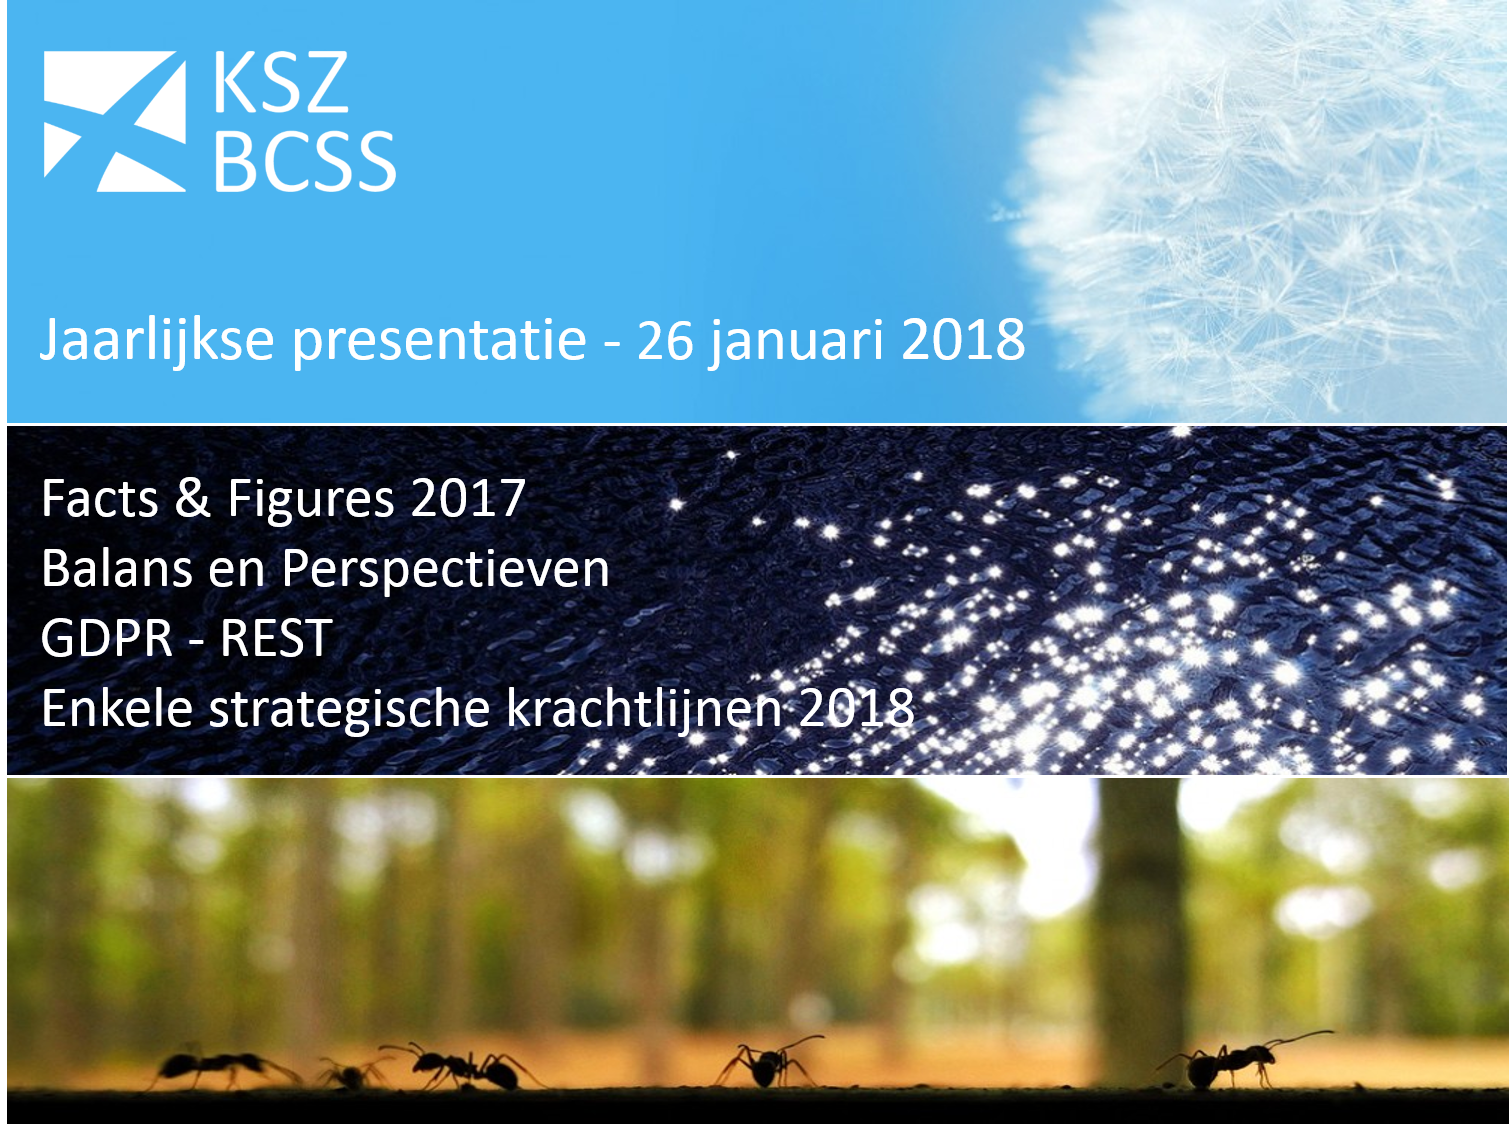 KSZ
BCSS
Jaarlijkse presentatie - 26 januari 2018
Facts & Figures 2017
Balans en Perspectieven
GDPR - REST
Enkele strategische krachtlijnen 2018